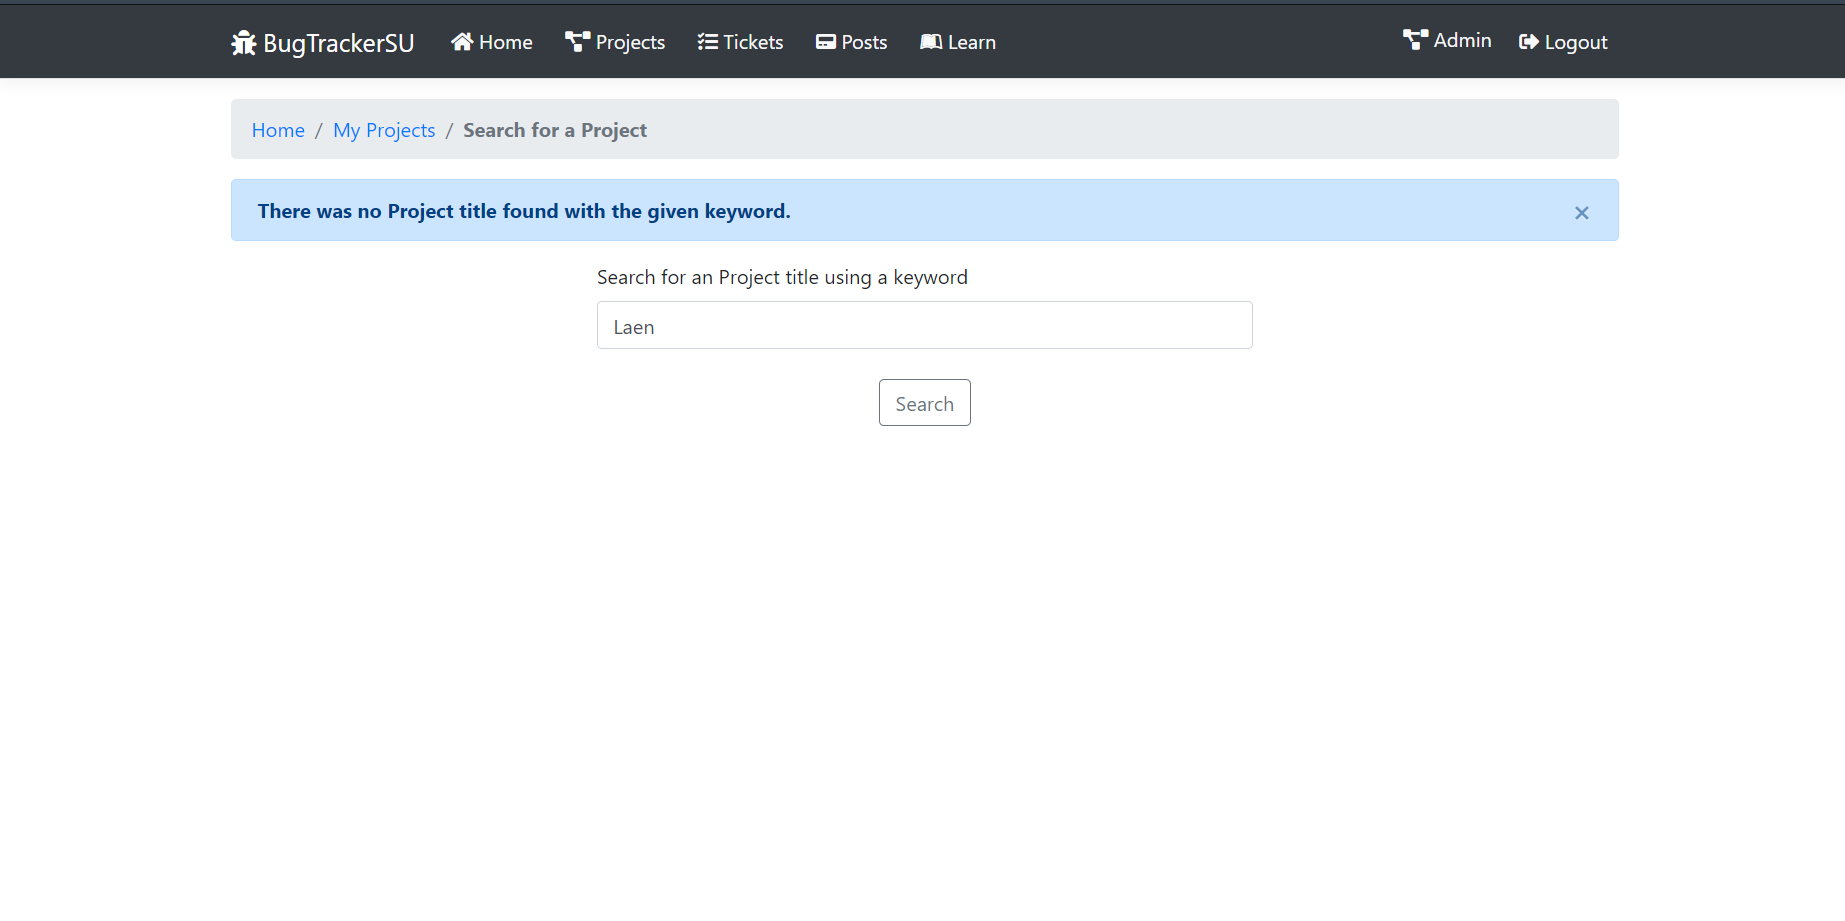 BugTrackerSU Home Projects Tickets Posts Learn Admin Logout
Home / My Projects / Search for a Project
There was no Project title found with the given keyword. ×
Search for an Project title using a keyword
Laen
Search